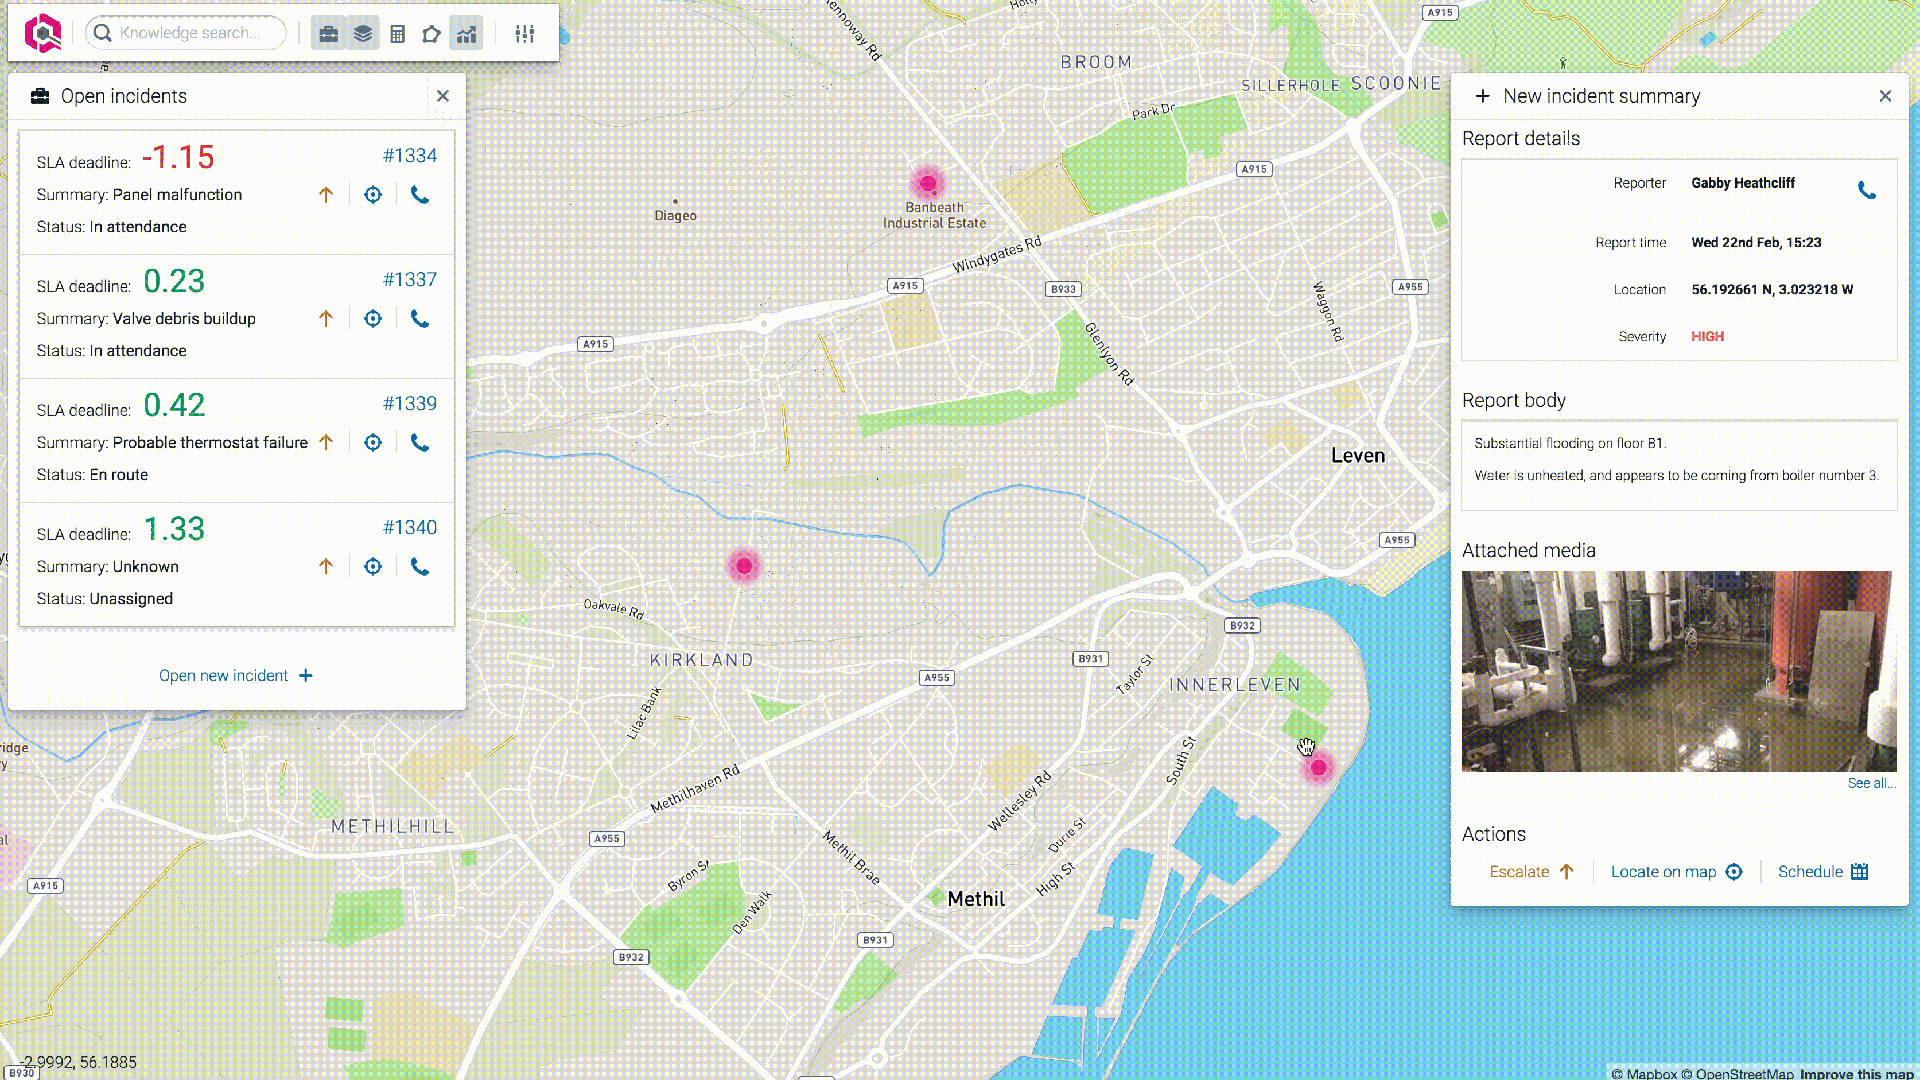 Knowledge search...
Open incidents
SLA deadline: -1.15
#1334
Summary: Panel malfunction
Status: In attendance
SLA deadline: 0.23
#1337
Summary: Valve debris buildup
Status: In attendance
SLA deadline: 0.42
#1339
Summary: Probable thermostat failure
Status: En route
SLA deadline: 1.33
#1340
Summary: Unknown
Status: Unassigned
Open new incident +
A915
BROOM
SILLERHOLE
SCOONIE
Park Dr
A915
Diageo
Banbeath
Industrial Estate
Windygates Rd
A915
B933
A955
Waggon Rd
A915
Glenlyon Rd
Leven
A955
Oakvale Rd
B932
KIRKLAND
B931
Taylor St
A955
INNERLEVEN
Lilac Bank
South St
Methilhaven Rd
Wellesley Rd
METHILHILL
A955
Durie St
Methil Brae
Byron St
High St
A915
Den Walk
Methil
B931
B932
-2.9992, 56.1885
B930
New incident summary
Report details
Reporter Gabby Heathcliff
Report time Wed 22nd Feb, 15:23
Location 56.192661 N, 3.023218 W
Severity HIGH
Report body
Substantial flooding on floor B1.
Water is unheated, and appears to be coming from boiler number 3.
Attached media
See all...
Actions
Escalate
Locate on map
Schedule
© Mapbox © OpenStreetMap Improve this map